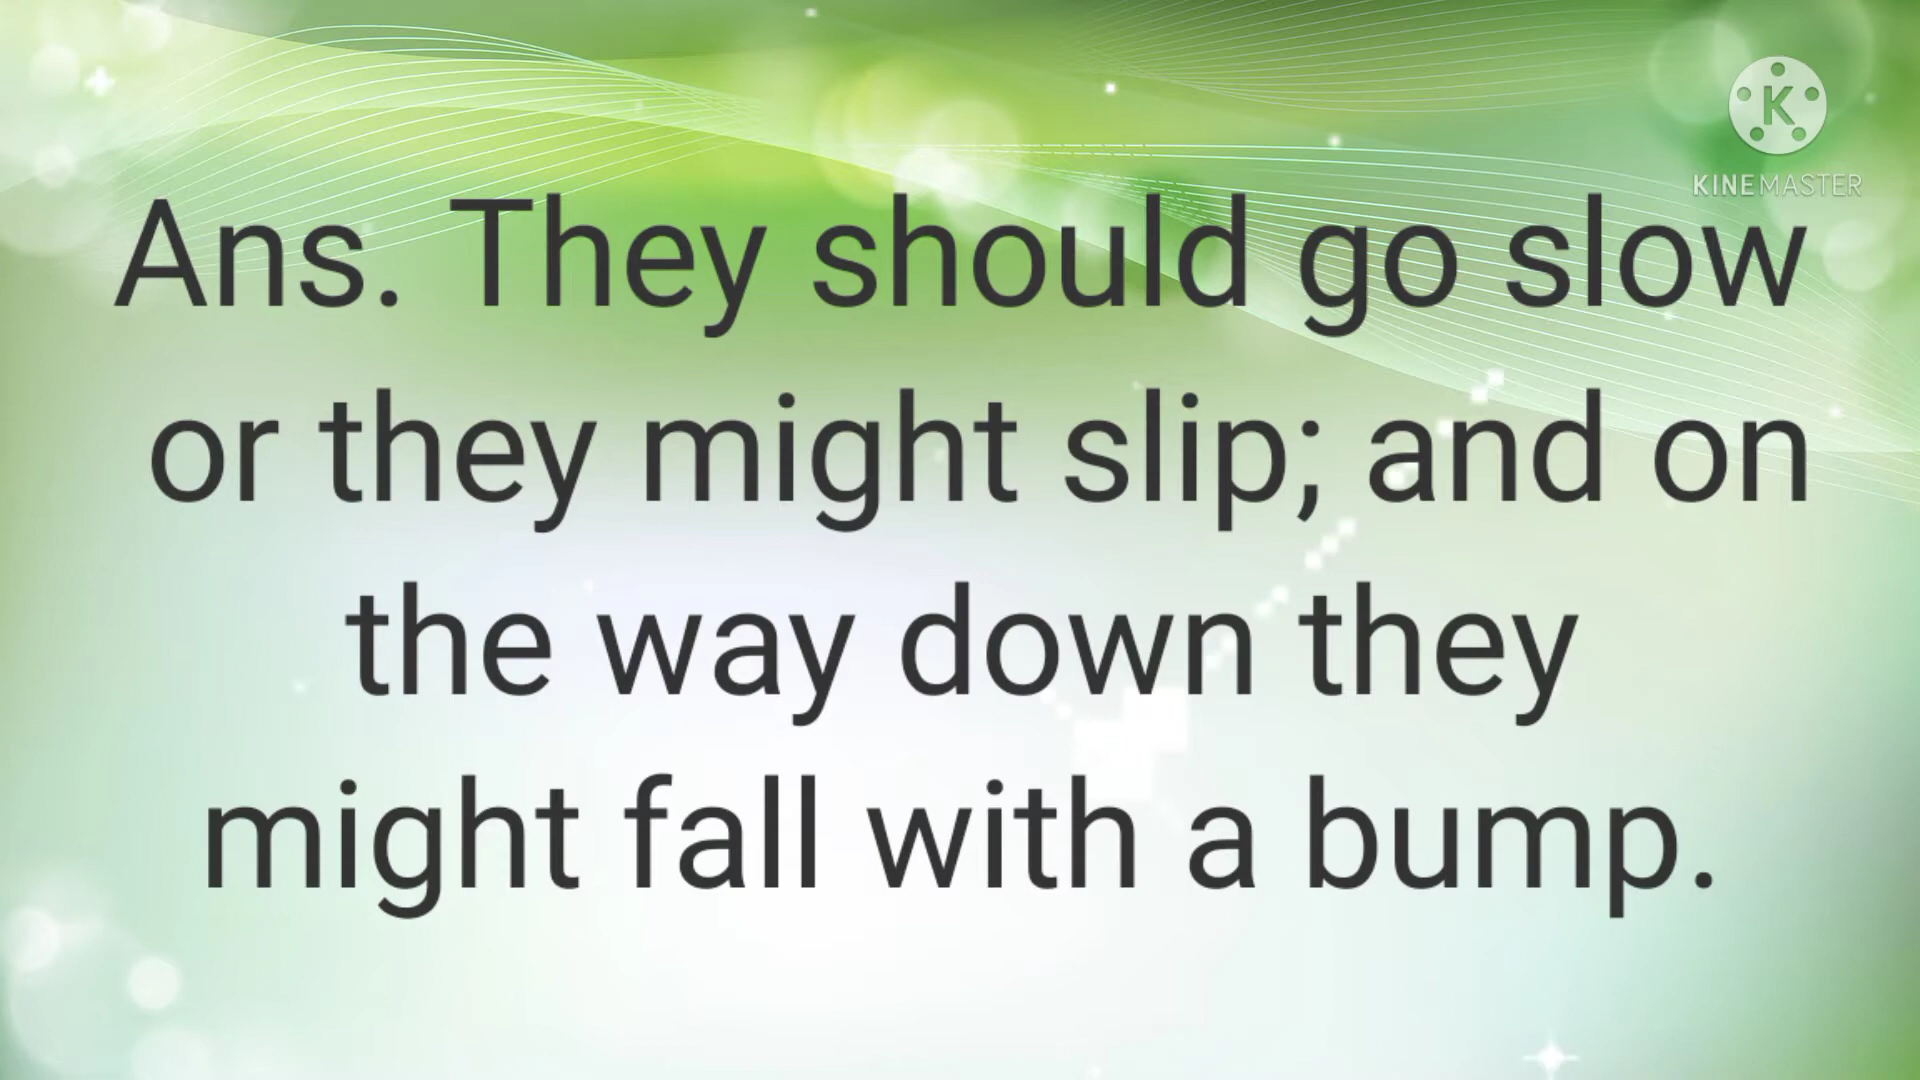 K
KINEMASTER
Ans. They should go slow
or they might slip; and on
the way down they
might fall with a bump.